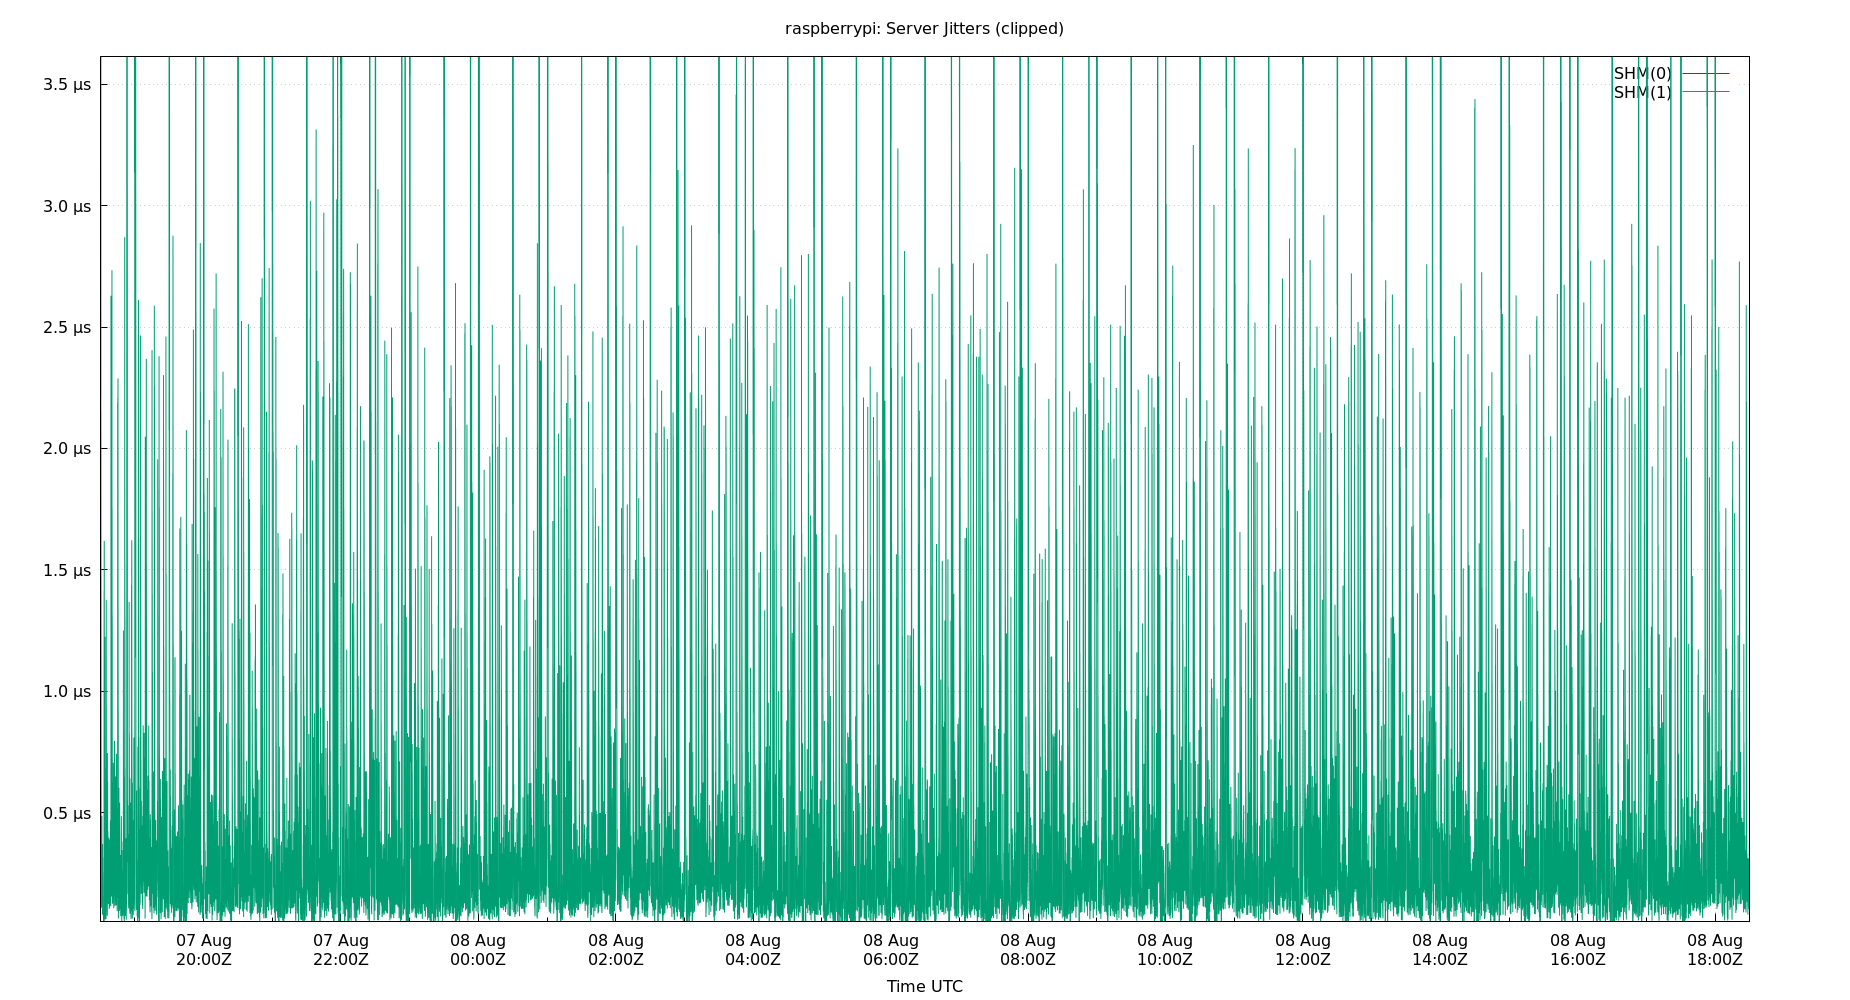 raspberrypi: Server Jitters (clipped)
SHM(0)
SHM(1)
3.5 µs
3.0 µs
2.5 µs
2.0 µs
1.5 µs
1.0 µs
0.5 µs
07 Aug 07 Aug 08 Aug 08 Aug 08 Aug 08 Aug 08 Aug 08 Aug 08 Aug 08 Aug 08 Aug 08 Aug
20:00Z 22:00Z 00:00Z 02:00Z 04:00Z 06:00Z 08:00Z 10:00Z 12:00Z 14:00Z 16:00Z 18:00Z
Time UTC